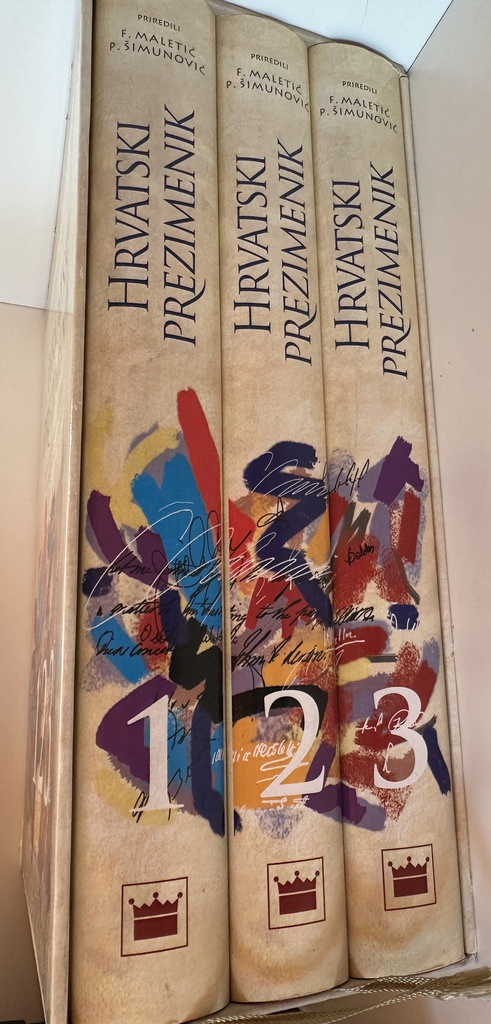 PRIREDILI
F. MALETIĆ
P. ŠIMUNOVIĆ
HRVATSKI
PREZIMENIK
1
PRIREDILI
F. MALETIĆ
P. ŠIMUNOVIĆ
HRVATSKI
PREZIMENIK
2
PRIREDILI
F. MALETIĆ
P. ŠIMUNOVIĆ
HRVATSKI
PREZIMENIK
3